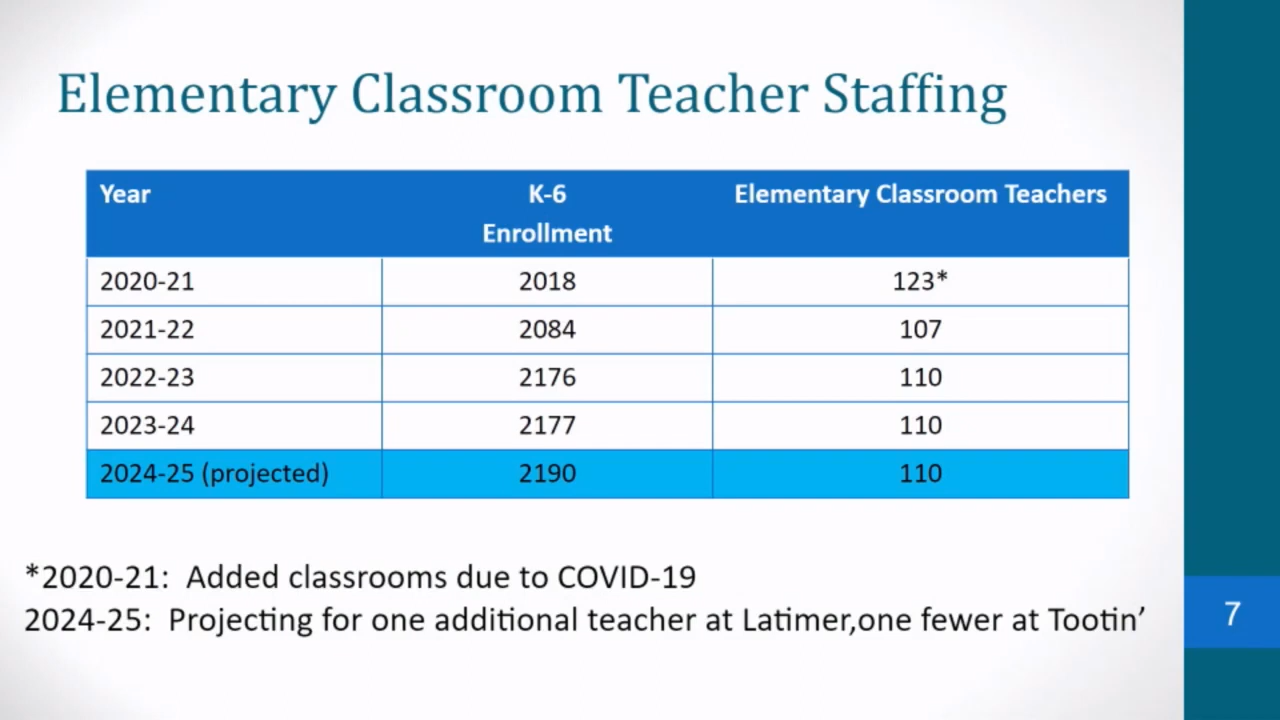 Elementary Classroom Teacher Staffing
Year K-6 Elementary Classroom Teachers
Enrollment
2020-21 2018 123*
2021-22 2084 107
2022-23 2176 110
2023-24 2177 110
2024-25 (projected) 2190 110
*2020-21: Added classrooms due to COVID-19
2024-25: Projecting for one additional teacher at Latimer,one fewer at Tootin’
7